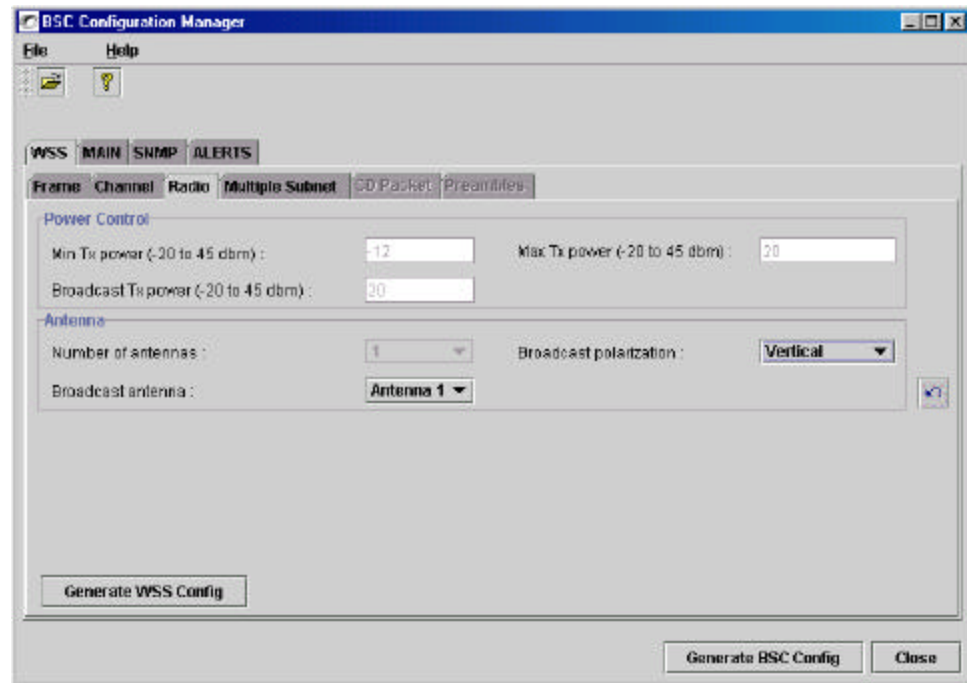 BSC Configuration Manager
File Help
WSS MAIN SNMP ALERTS
Frame Channel Radio Multiple Subnet CD Packet Preambles
Power Control
Min Tx power (-20 to 45 dbm) : -12 Max Tx power (-20 to 45 dbm) : 20
Broadcast Tx power (-20 to 45 dbm) : 20
Antenna
Number of antennas : 1 Broadcast polarization : Vertical
Broadcast antenna : Antenna 1
Generate WSS Config
Generate BSC Config Close